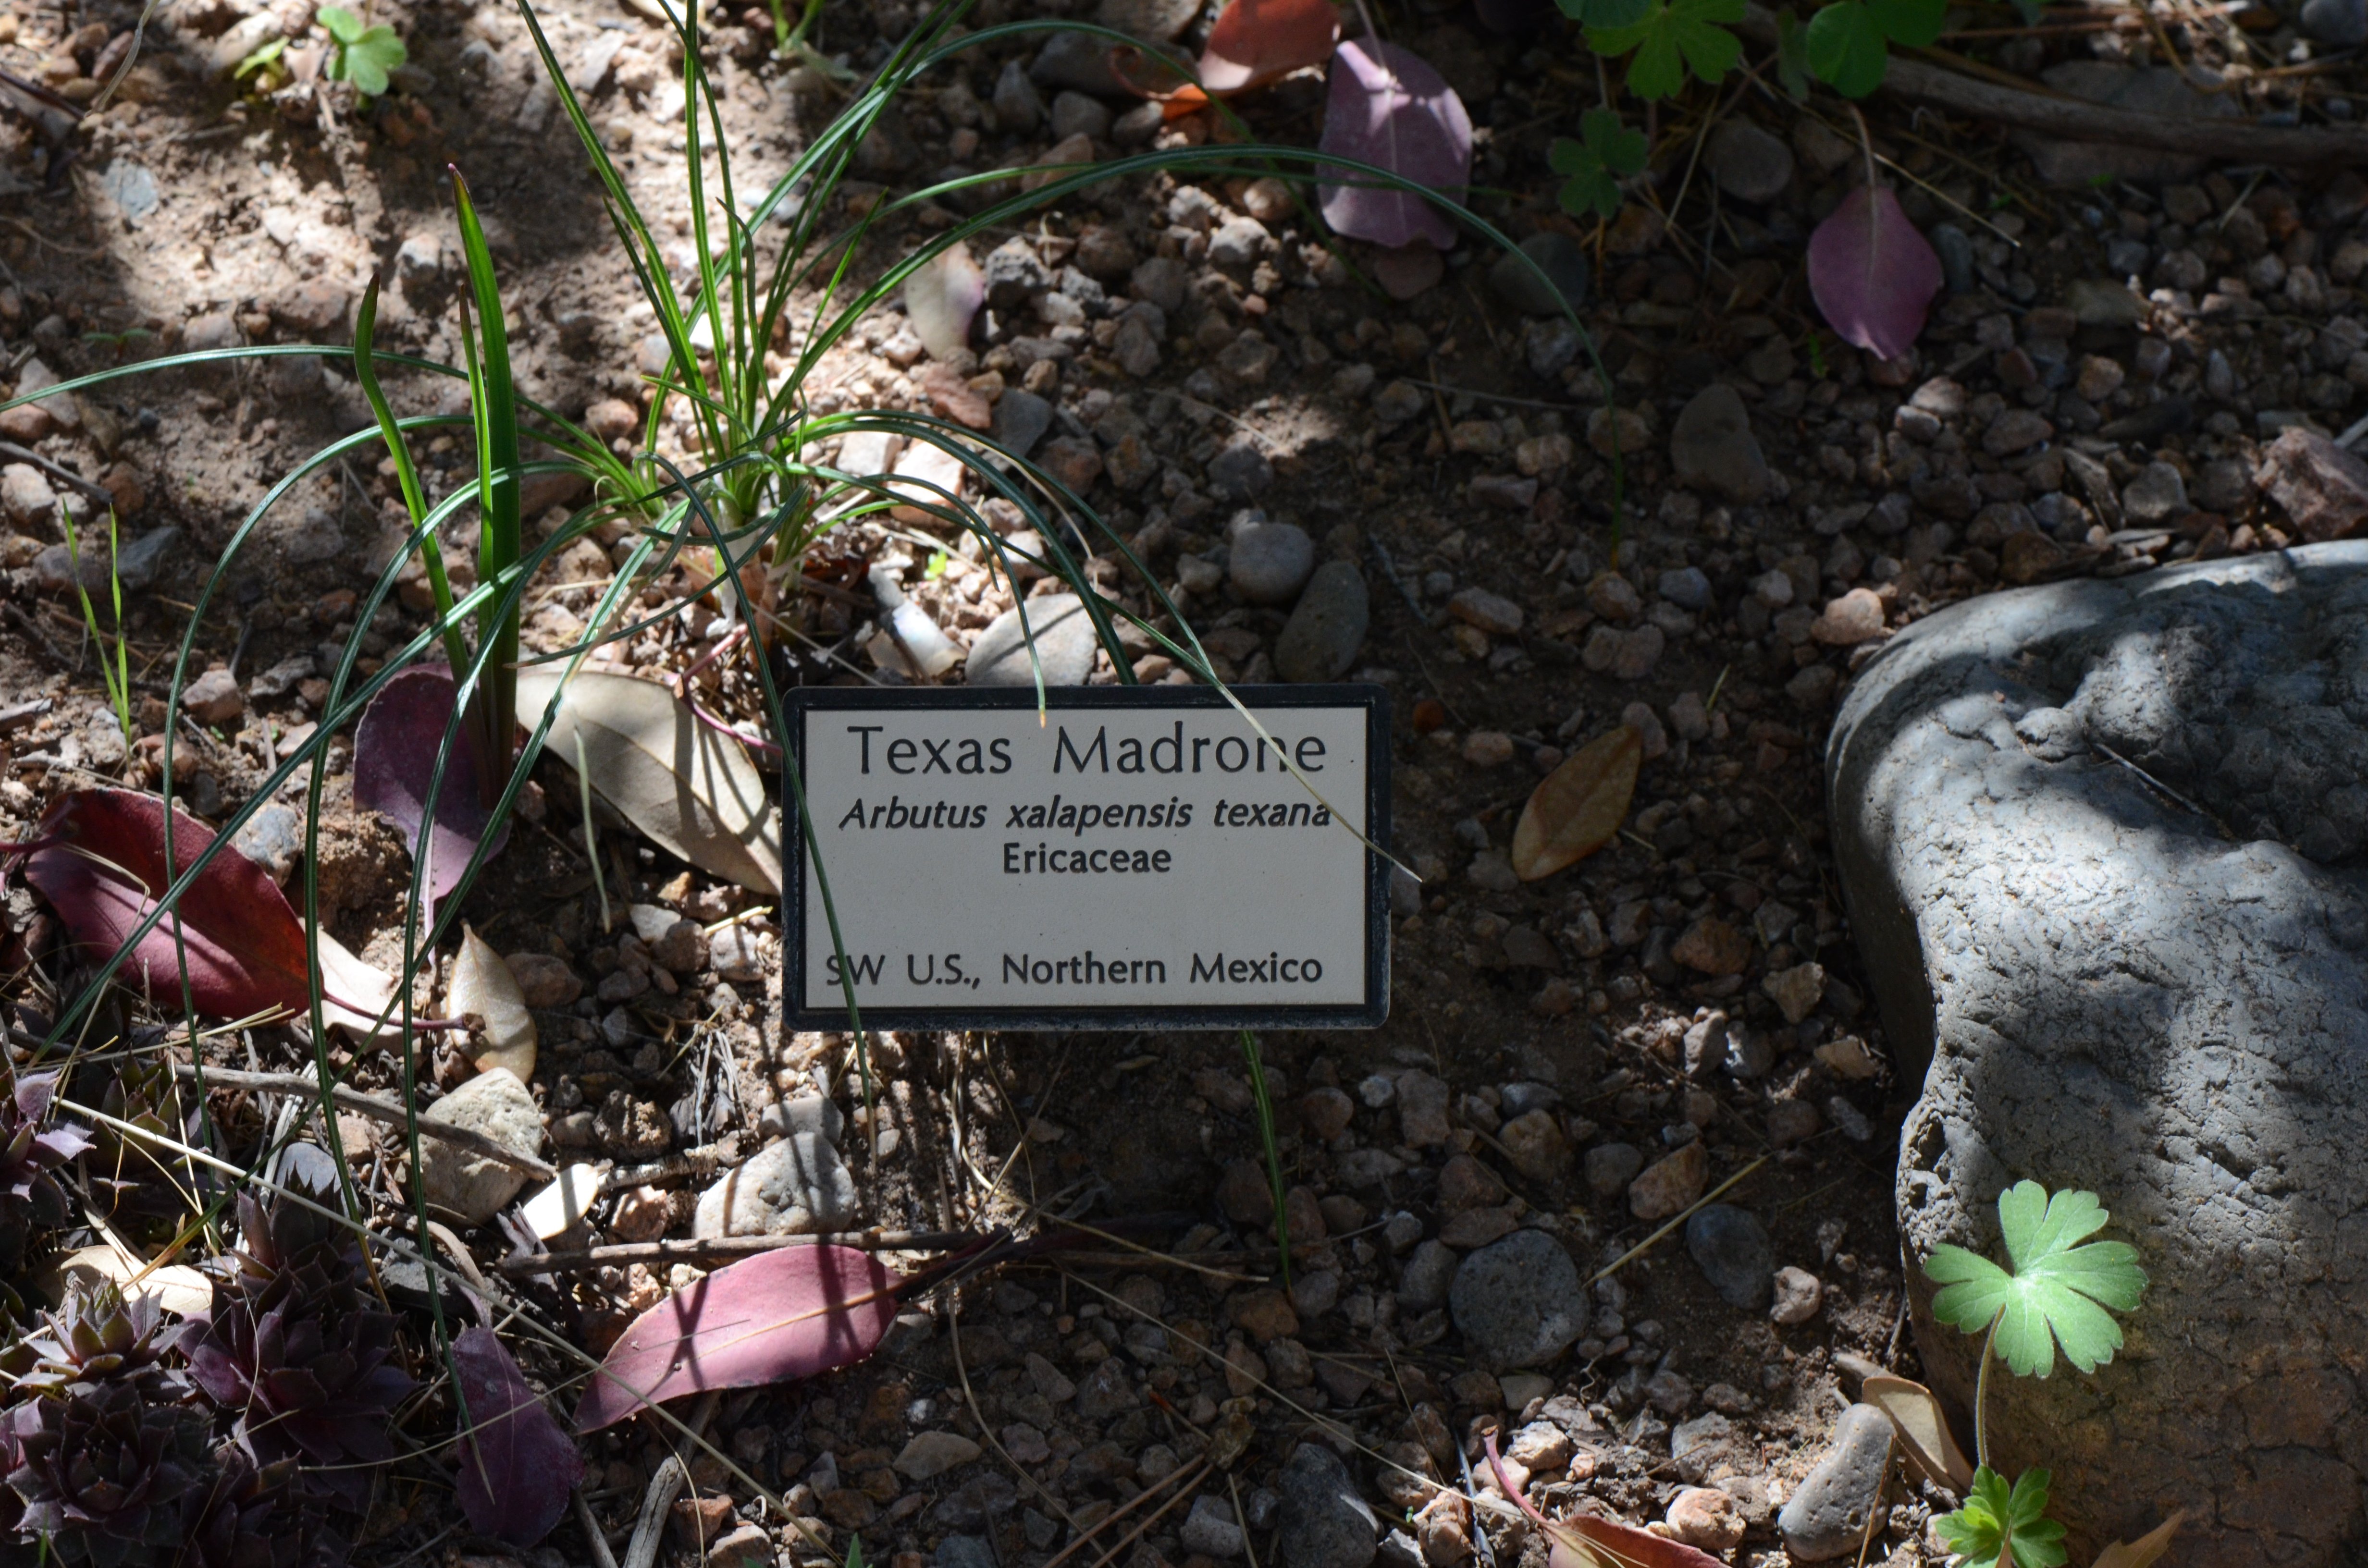 Texas Madrone
Arbutus xalapensis texana
Ericaceae
SW U.S., Northern Mexico